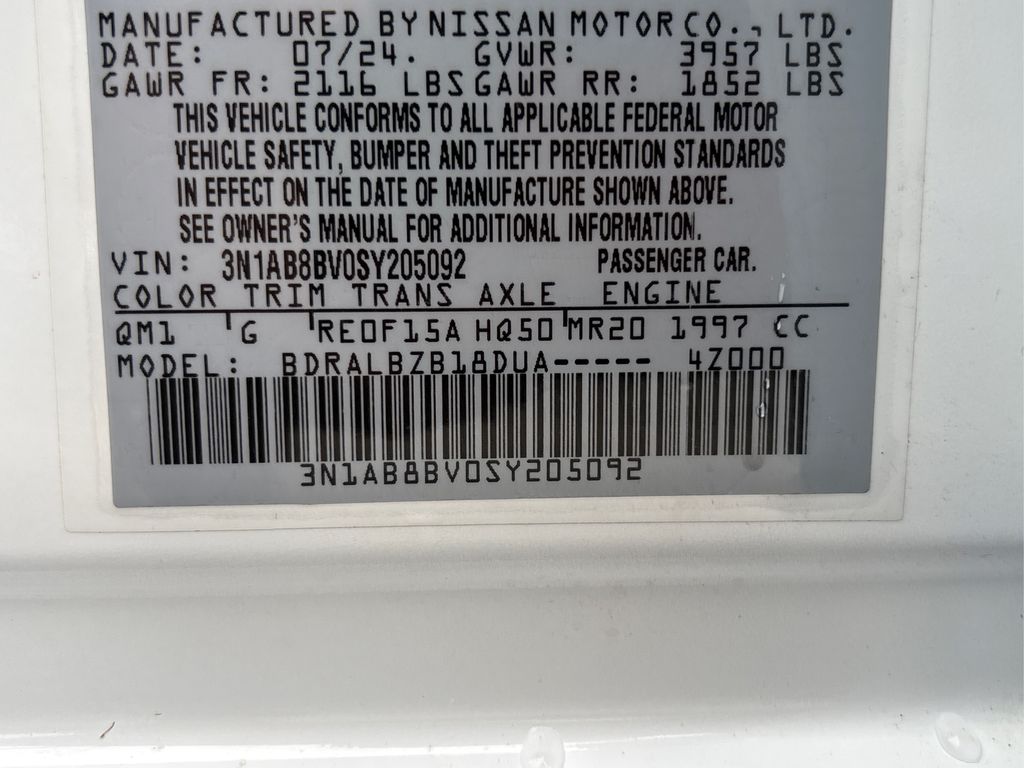 MANUFACTURED BY NISSAN MOTOR CO., LTD.
DATE: 07/24. GVWR: 3957 LBS
GAWR FR: 2116 LBS GAWR RR: 1852 LBS
THIS VEHICLE CONFORMS TO ALL APPLICABLE FEDERAL MOTOR
VEHICLE SAFETY, BUMPER AND THEFT PREVENTION STANDARDS
IN EFFECT ON THE DATE OF MANUFACTURE SHOWN ABOVE.
SEE OWNER'S MANUAL FOR ADDITIONAL INFORMATION.
VIN: 3N1AB8BV0SY205092 PASSENGER CAR.
COLOR TRIM TRANS AXLE ENGINE
QM1 G RE0F15A HQ50 MR20 1997 CC
MODEL: BDRALBZB18DUA----- 4Z000
3N1AB8BV0SY205092